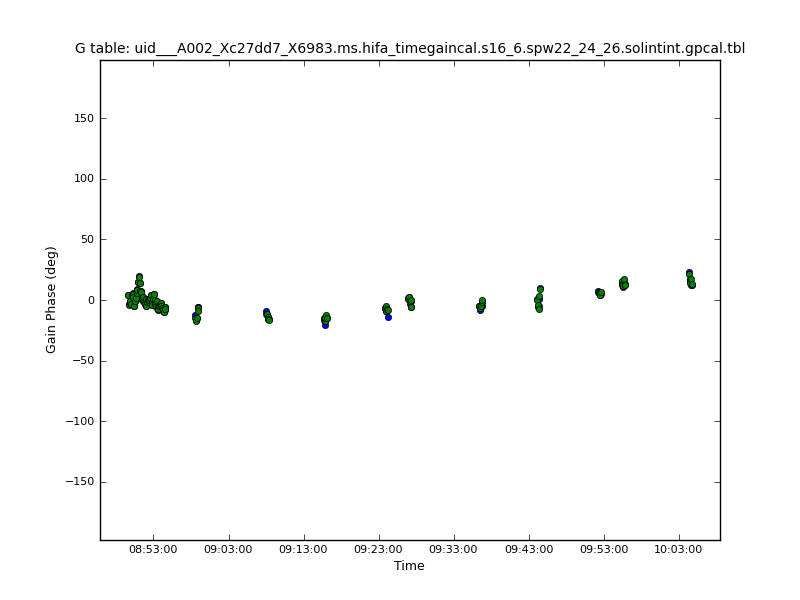 G table: uid___A002_Xc27dd7_X6983.ms.hifa_timegaincal.s16_6.spw22_24_26.solintint.gpcal.tbl
150
100
50
0
−50
−100
−150
Gain Phase (deg)
08:53:00 09:03:00 09:13:00 09:23:00 09:33:00 09:43:00 09:53:00 10:03:00
Time